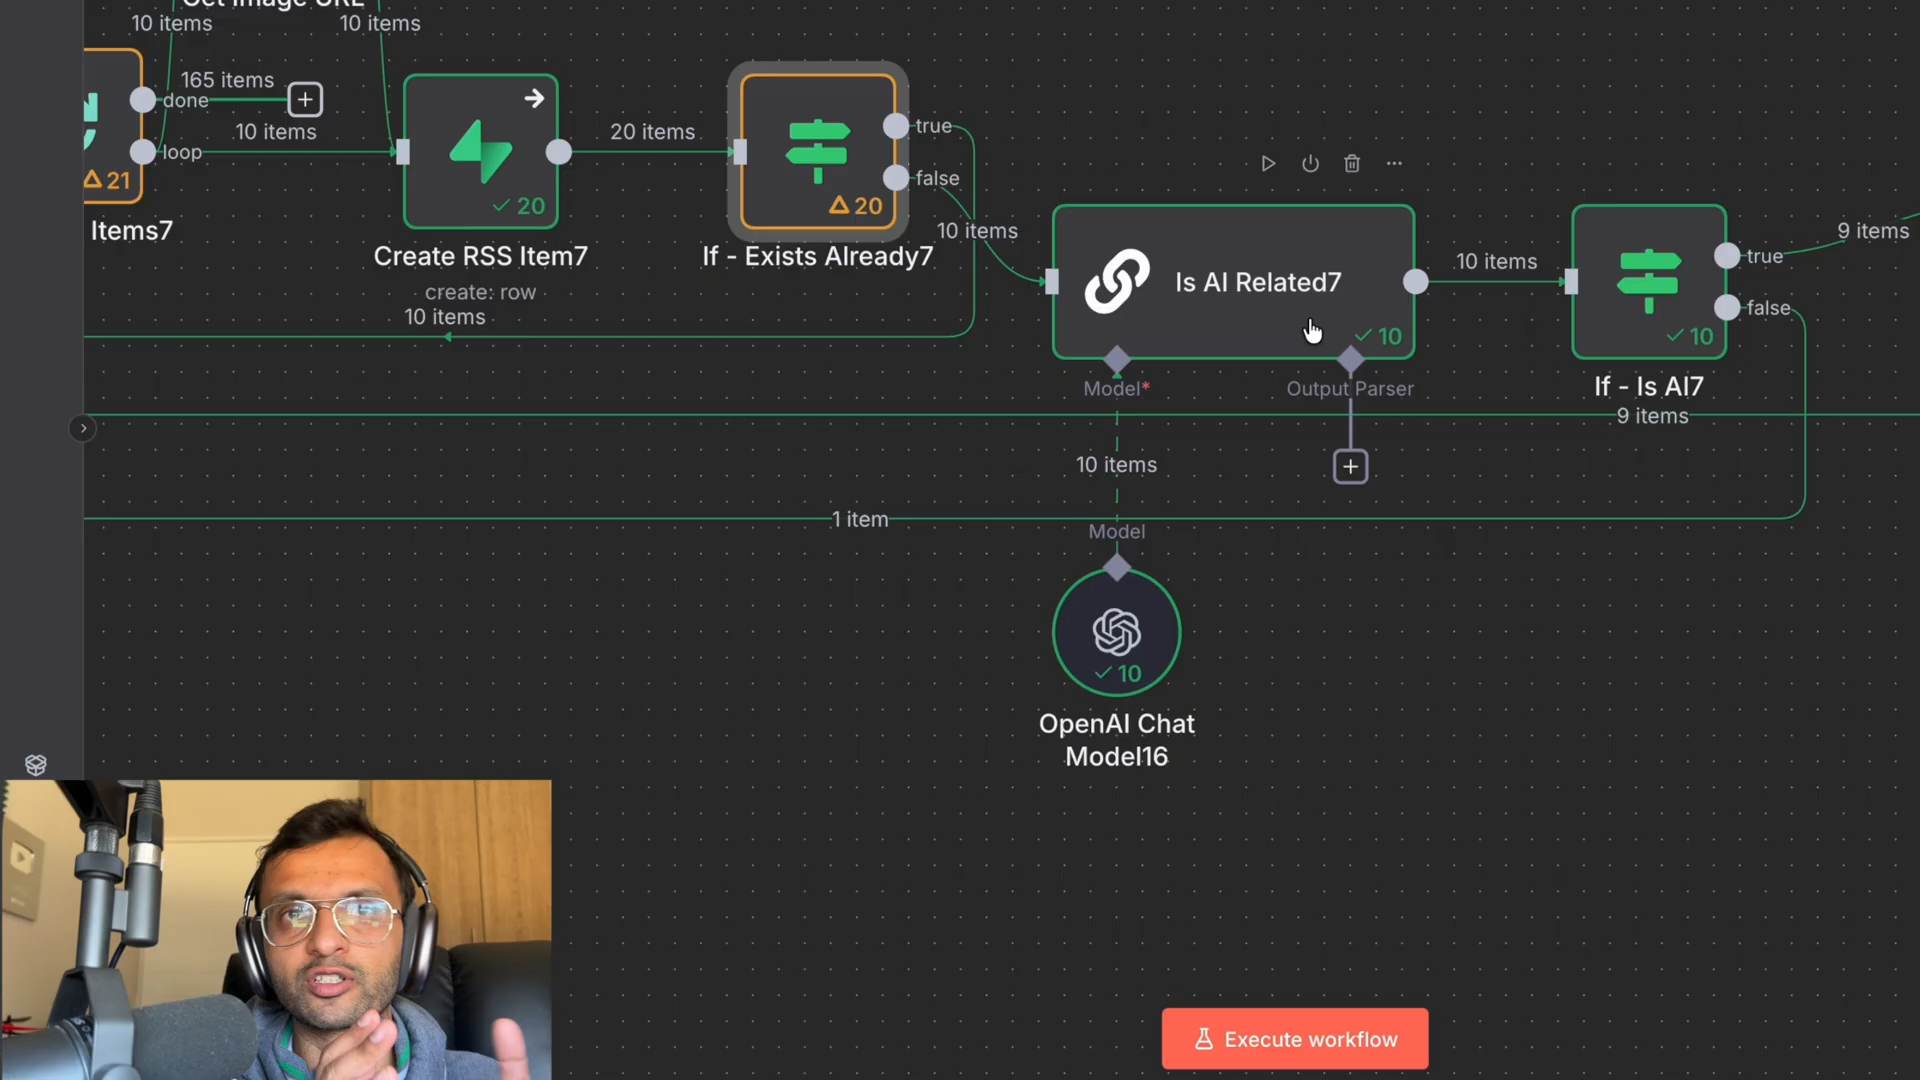 Get Image URL
10 items
10 items
165 items
done
10 items
loop
21
Items7
20
20 items
Create RSS Item7
create: row
10 items
true
false
20
If - Exists Already7
10 items
Is AI Related7
10
Model*
Output Parser
10 items
10 items
true
false
10
If - Is AI7
9 items
9 items
1 item
Model
10
OpenAI Chat
Model16
Execute workflow